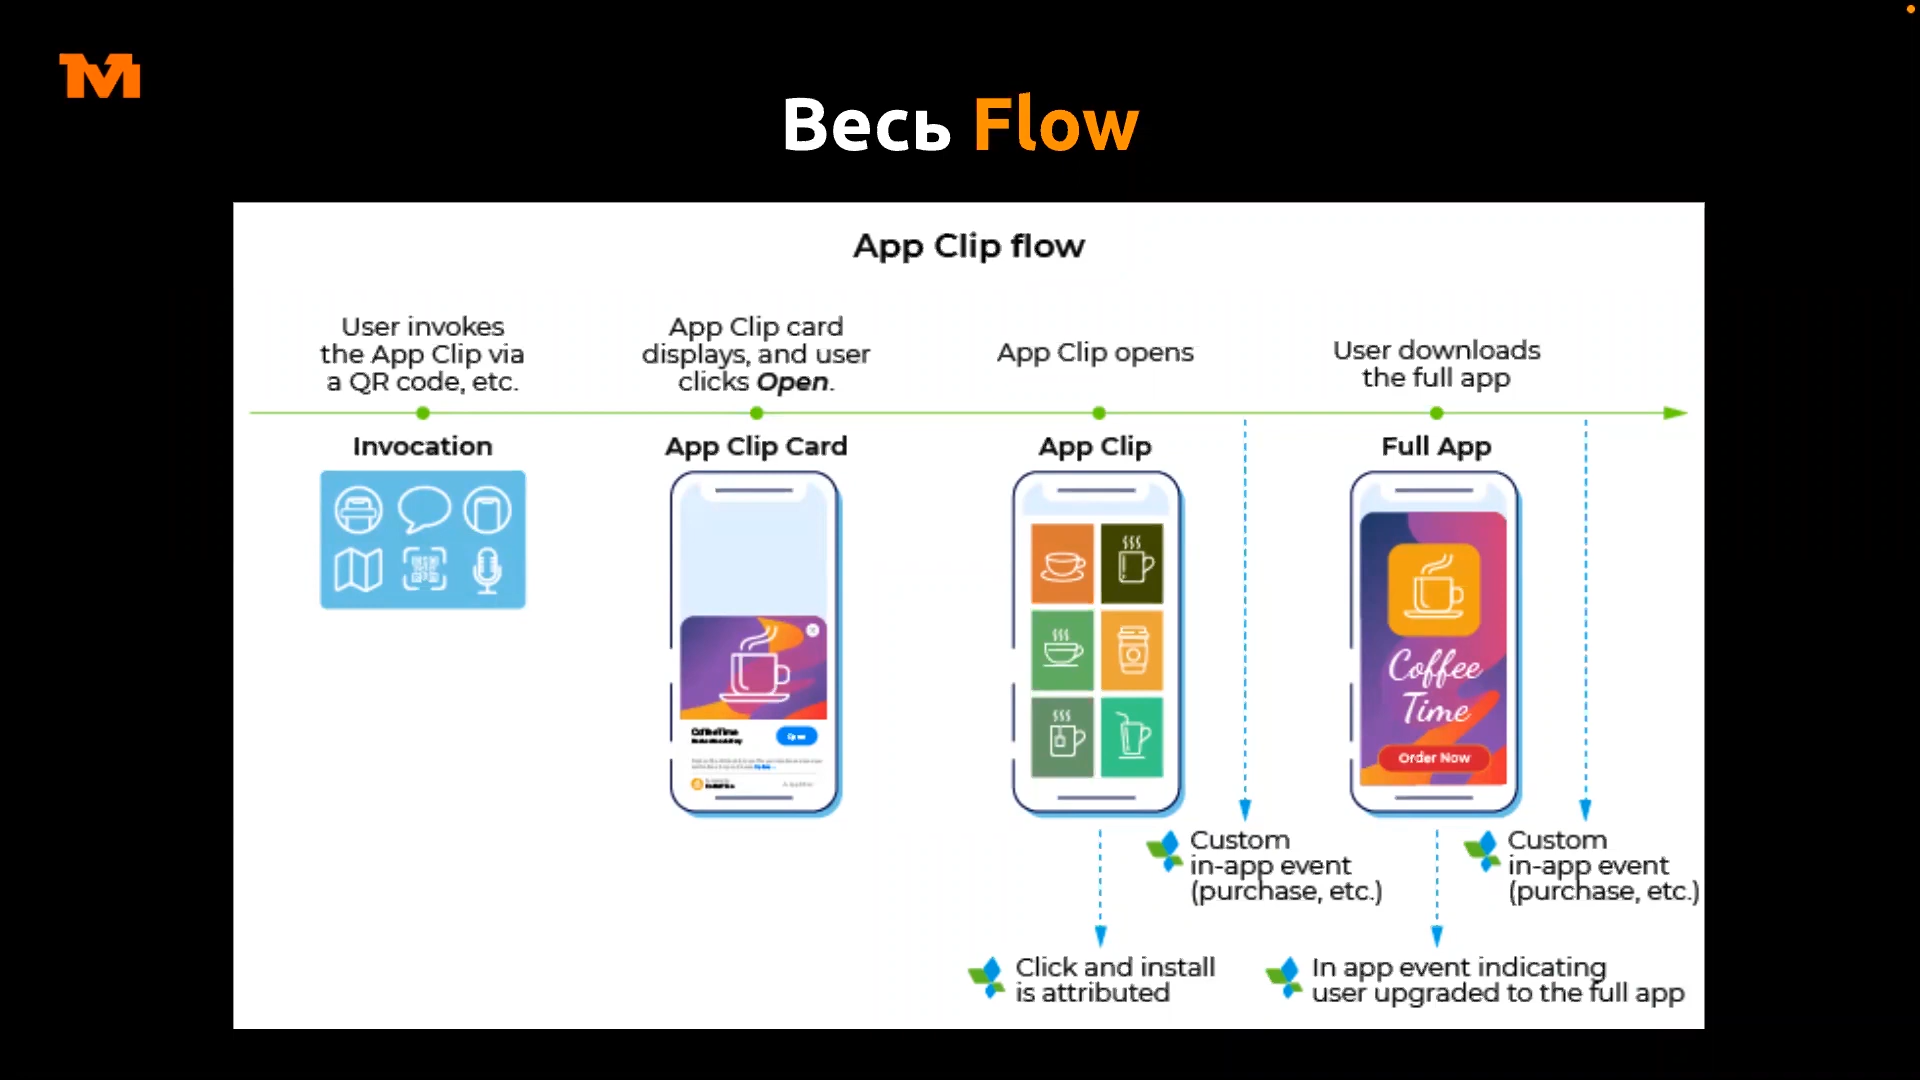 Весь Flow
App Clip flow
User invokes
the App Clip via
a QR code, etc.
App Clip card
displays, and user
clicks Open.
App Clip opens
User downloads
the full app
Invocation
App Clip Card
App Clip
Full App
Open
Coffee
Time
Order Now
Custom
in-app event
(purchase, etc.)
Custom
in-app event
(purchase, etc.)
Click and install
is attributed
In app event indicating
user upgraded to the full app